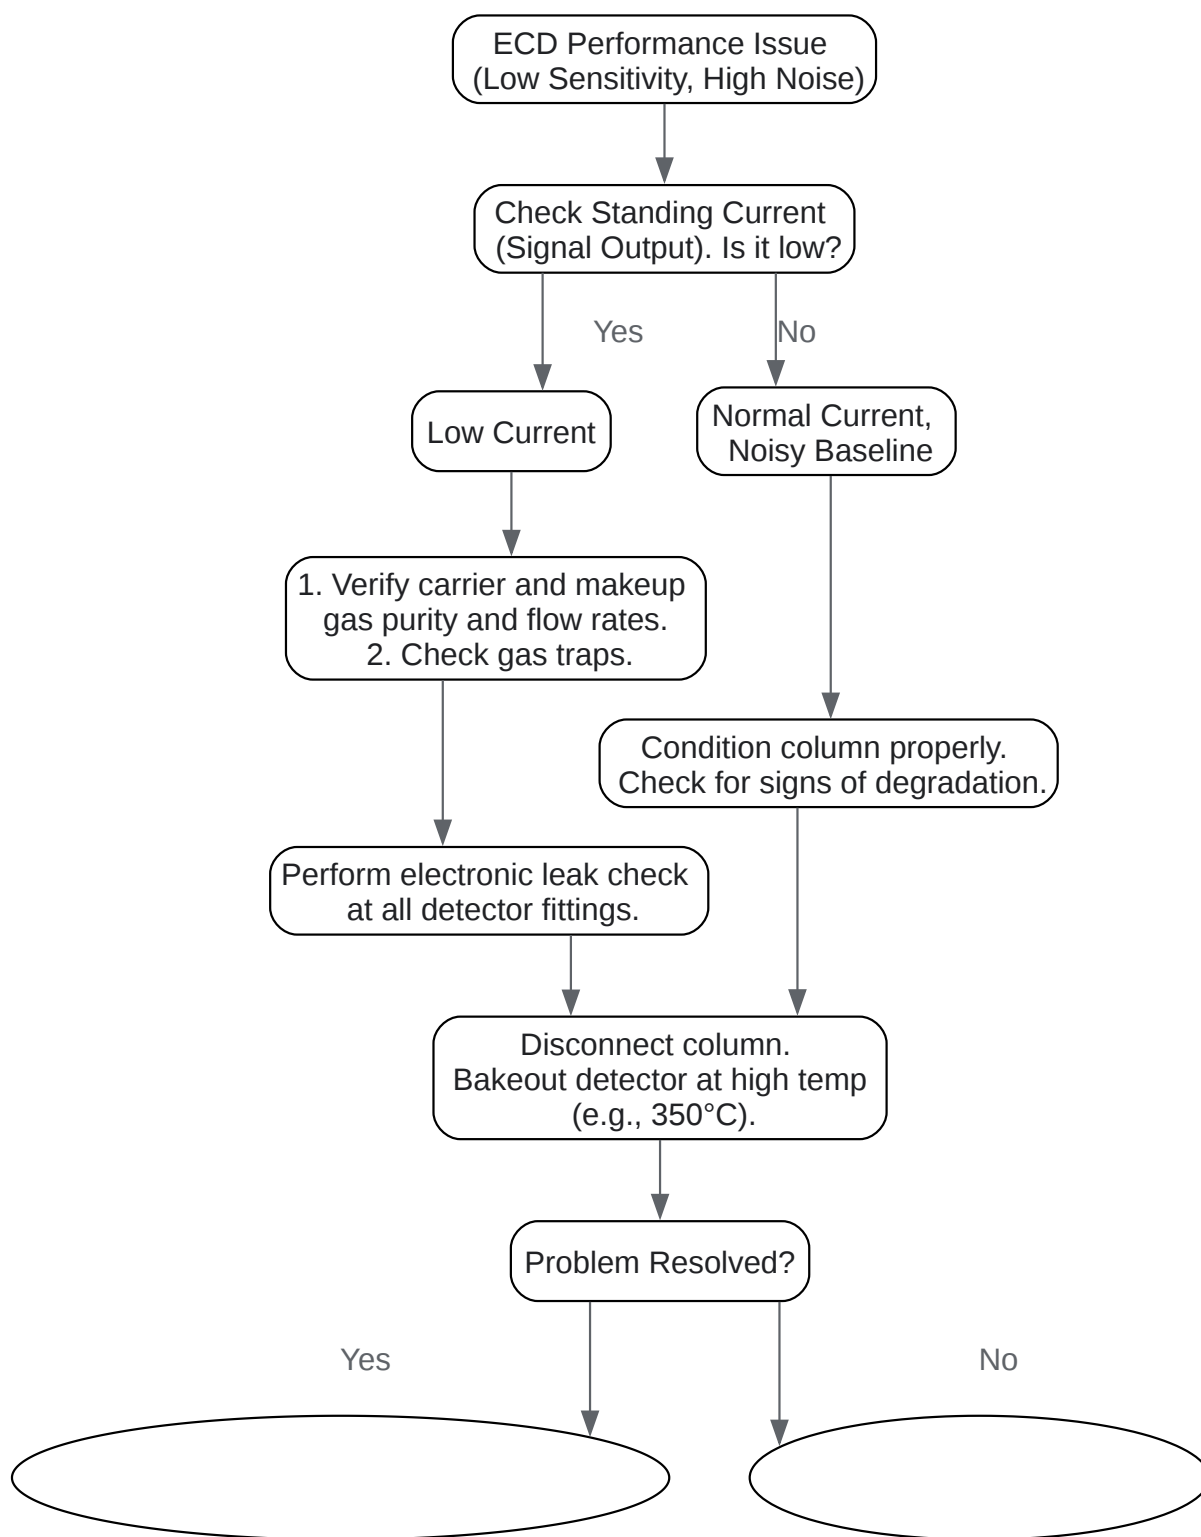 ECD Performance Issue
(Low Sensitivity, High Noise)
Check Standing Current
(Signal Output). Is it low?
Yes
No
Low Current
Normal Current,
Noisy Baseline
1. Verify carrier and makeup
gas purity and flow rates.
2. Check gas traps.
Condition column properly.
Check for signs of degradation.
Perform electronic leak check
at all detector fittings.
Disconnect column.
Bakeout detector at high temp
(e.g., 350°C).
Problem Resolved?
Yes
No